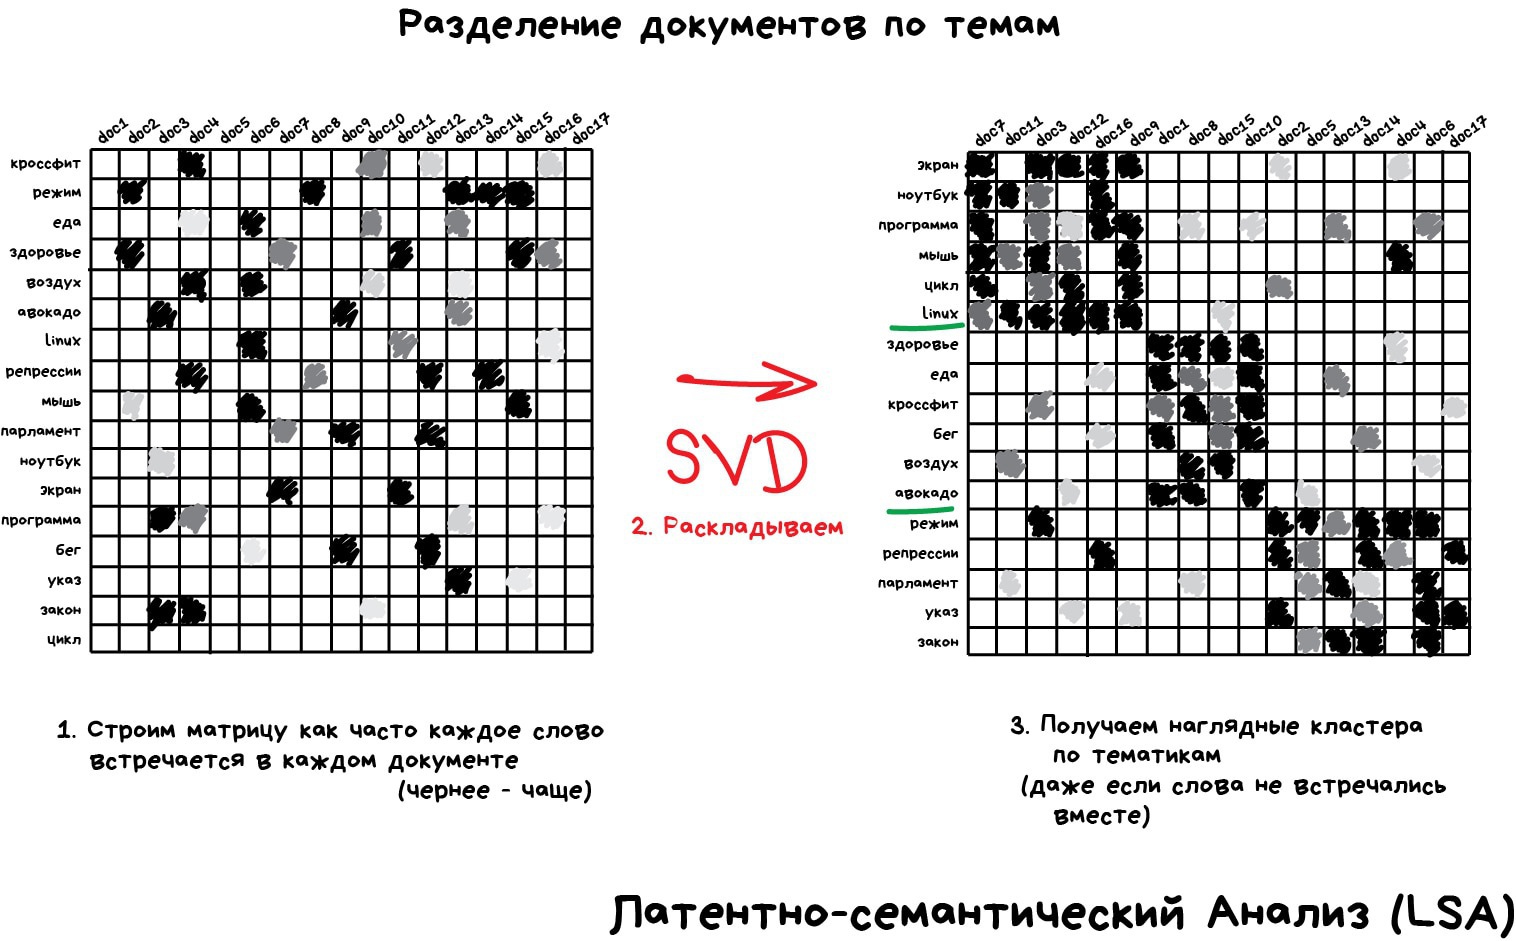 Разделение документов по темам
doc1 doc2 doc3 doc4 doc5 doc6 doc7 doc8 doc9 doc10 doc11 doc12 doc13 doc14 doc15 doc16 doc17
кроссфит
режим
еда
здоровье
воздух
авокадо
linux
репрессии
мышь
парламент
ноутбук
экран
программа
бег
указ
закон
цикл
1. Строим матрицу как часто каждое слово
встречается в каждом документе
(чернее - чаще)
SVD
2. Раскладываем
doc7 doc11 doc3 doc12 doc16 doc9 doc1 doc8 doc15 doc10 doc2 doc5 doc13 doc14 doc4 doc6 doc17
экран
ноутбук
программа
мышь
цикл
linux
здоровье
еда
кроссфит
бег
воздух
авокадо
режим
репрессии
парламент
указ
закон
3. Получаем наглядные кластера
по тематикам
(даже если слова не встречались
вместе)
Латентно-семантический Анализ (LSA)